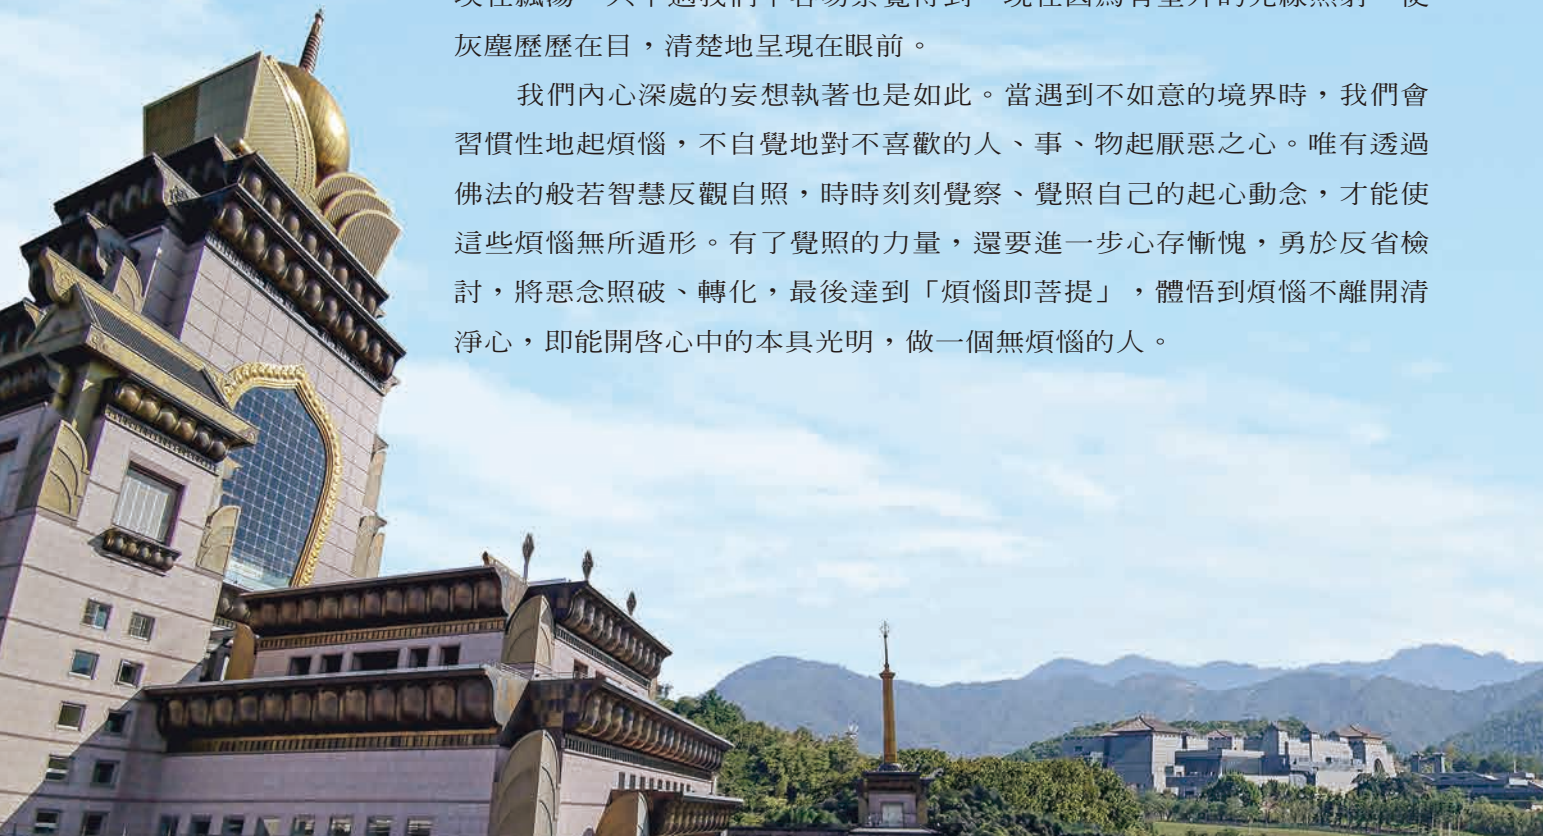 灰塵歷歷在目，清楚地呈現在眼前。
我們內心深處的妄想執著也是如此。當遇到不如意的境界時，我們會
習慣性地起煩惱，不自覺地對不喜歡的人、事、物起厭惡之心。唯有透過
佛法的般若智慧反觀自照，時時刻刻覺察、覺照自己的起心動念，才能使
這些煩惱無所遁形。有了覺照的力量，還要進一步心存慚愧，勇於反省檢
討，將惡念照破、轉化，最後達到「煩惱即菩提」，體悟到煩惱不離開清
淨心，即能開啓心中的本具光明，做一個無煩惱的人。